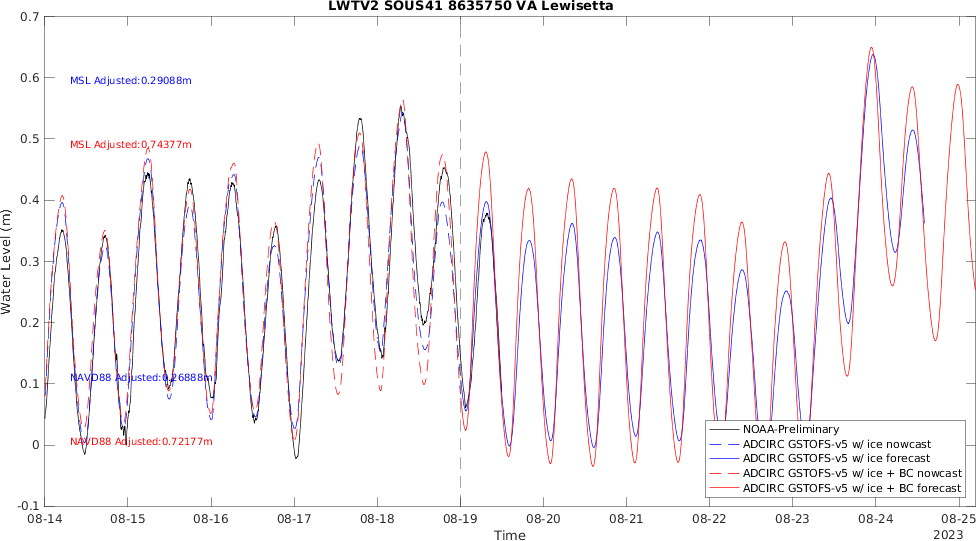 LWTV2 SOUS41 8635750 VA Lewisetta
0.7
0.6
0.5
0.4
0.3
0.2
0.1
0
-0.1
Water Level (m)
MSL Adjusted:0.29088m
MSL Adjusted:0.74377m
NAVD88 Adjusted:0.26888m
NAVD88 Adjusted:0.72177m
NOAA-Preliminary
ADCIRC GSTOFS-v5 w/ ice nowcast
ADCIRC GSTOFS-v5 w/ ice forecast
ADCIRC GSTOFS-v5 w/ ice + BC nowcast
ADCIRC GSTOFS-v5 w/ ice + BC forecast
08-14 08-15 08-16 08-17 08-18 08-19 08-20 08-21 08-22 08-23 08-24 08-25
Time
2023